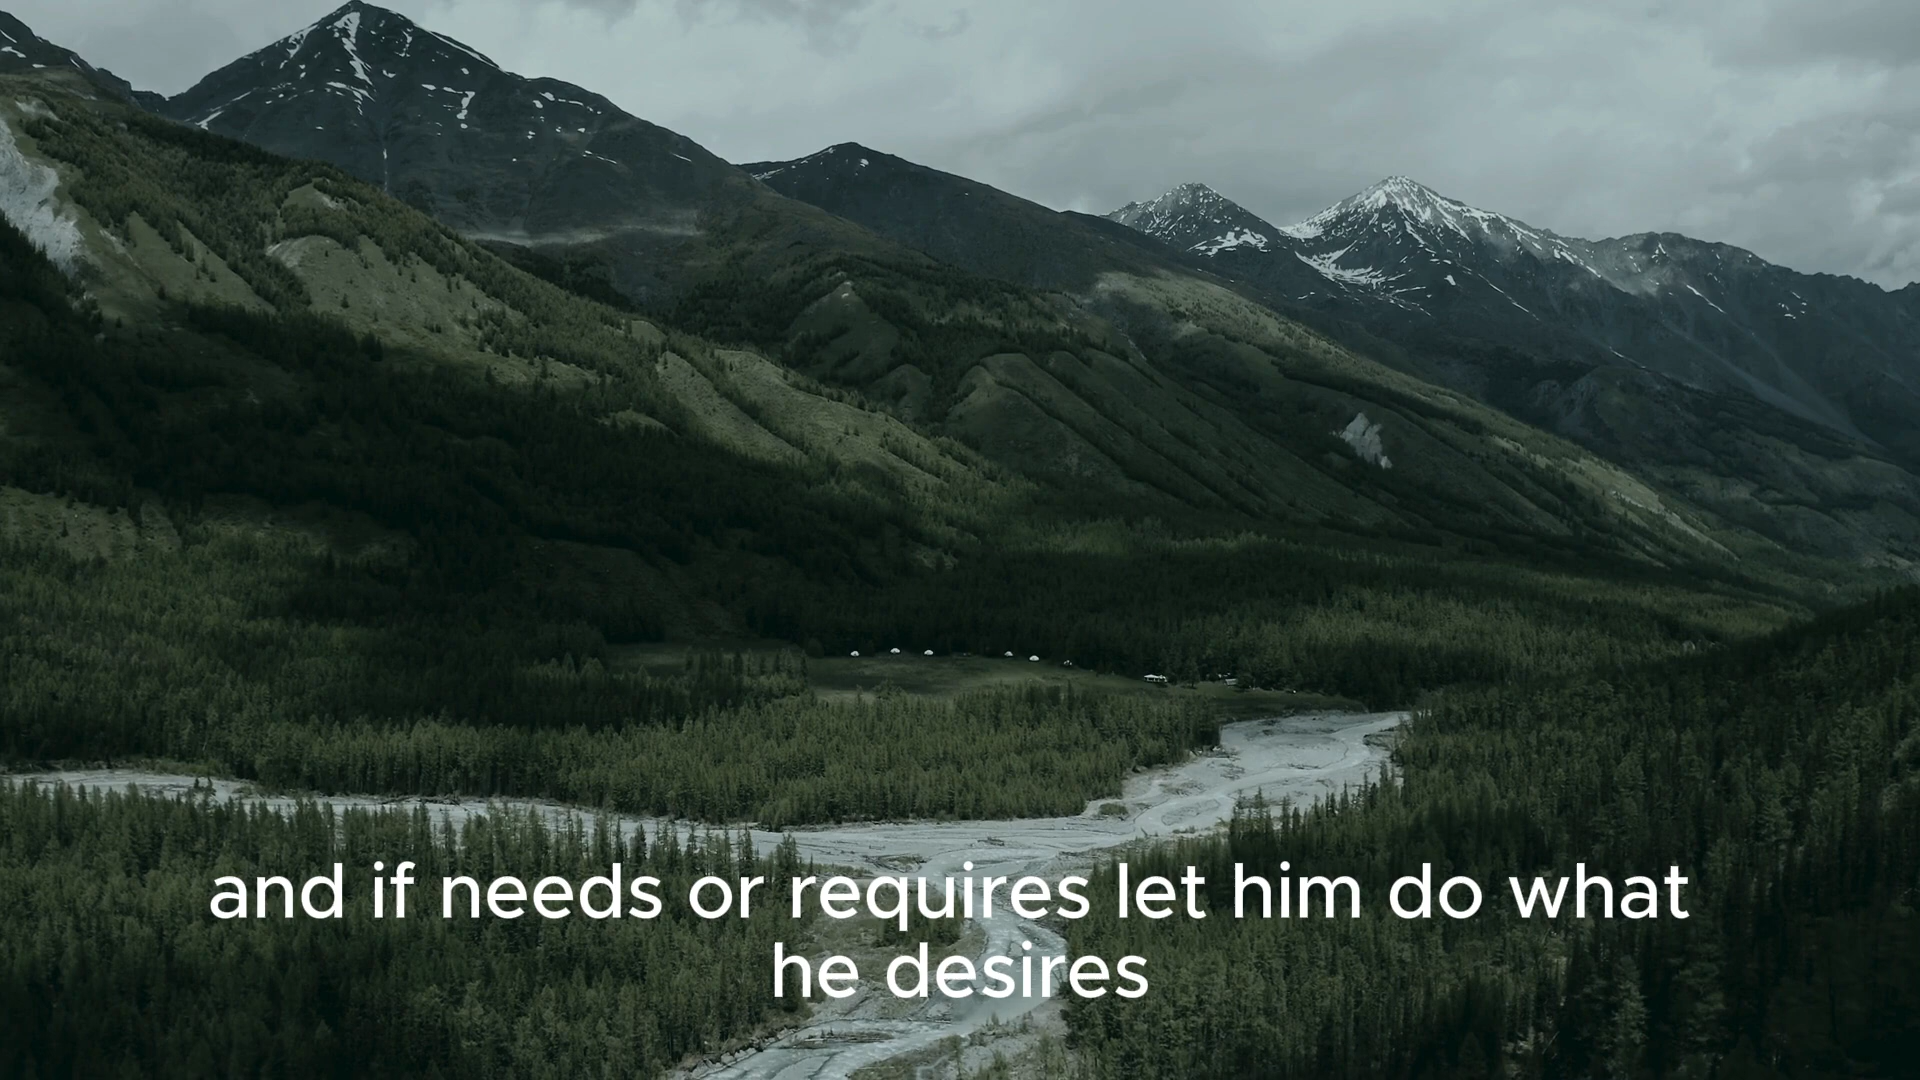 and if needs or requires let him do what
he desires